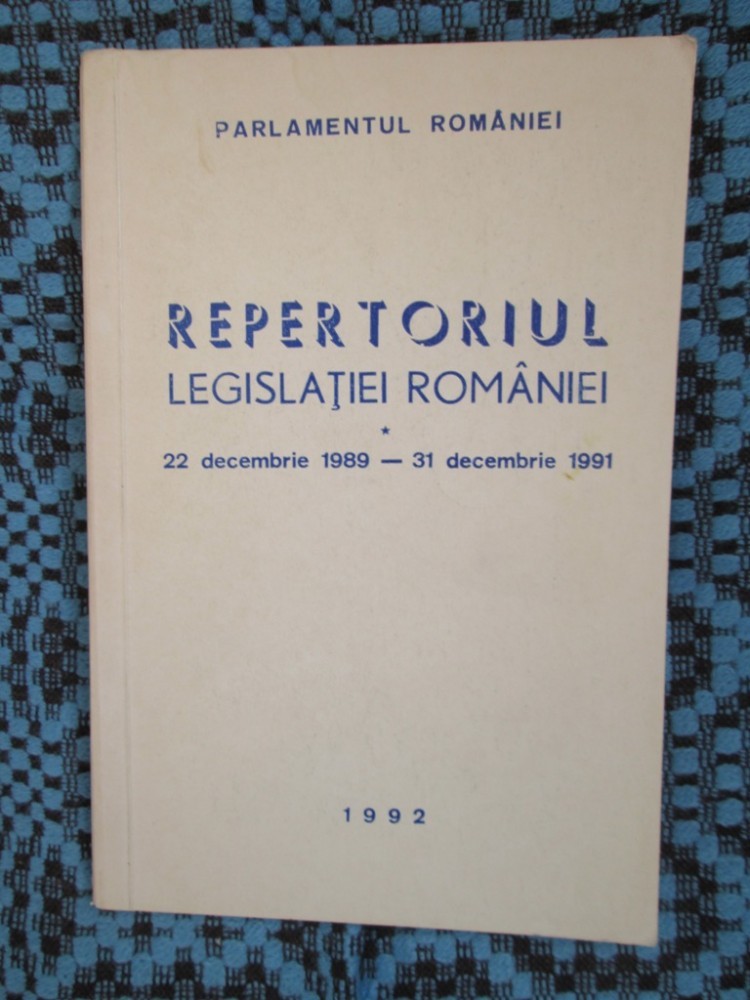 PARLAMENTUL ROMÂNIEI
REPERTORIUL
LEGISLAŢIEI ROMÂNIEI
★
22 decembrie 1989 — 31 decembrie 1991
1992